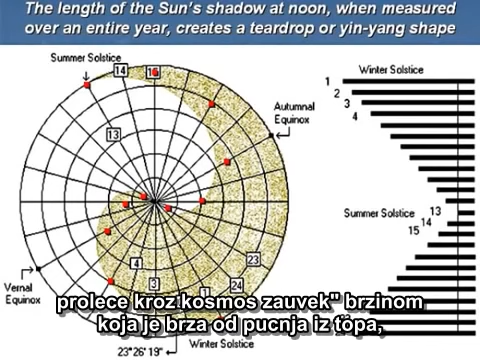 The length of the Sun's shadow at noon, when measured
over an entire year, creates a teardrop or yin-yang shape
Summer Solstice
14
13
Autumnal
Equinox
Vernal
Equinox
4
3
1
24
23
23° 26' 19"
Winter Solstice
Winter Solstice
1
2
3
4
Summer Solstice
13
14
15
prolece kroz kosmos zauvek" brzinom
koja je brza od pucnja iz topa,